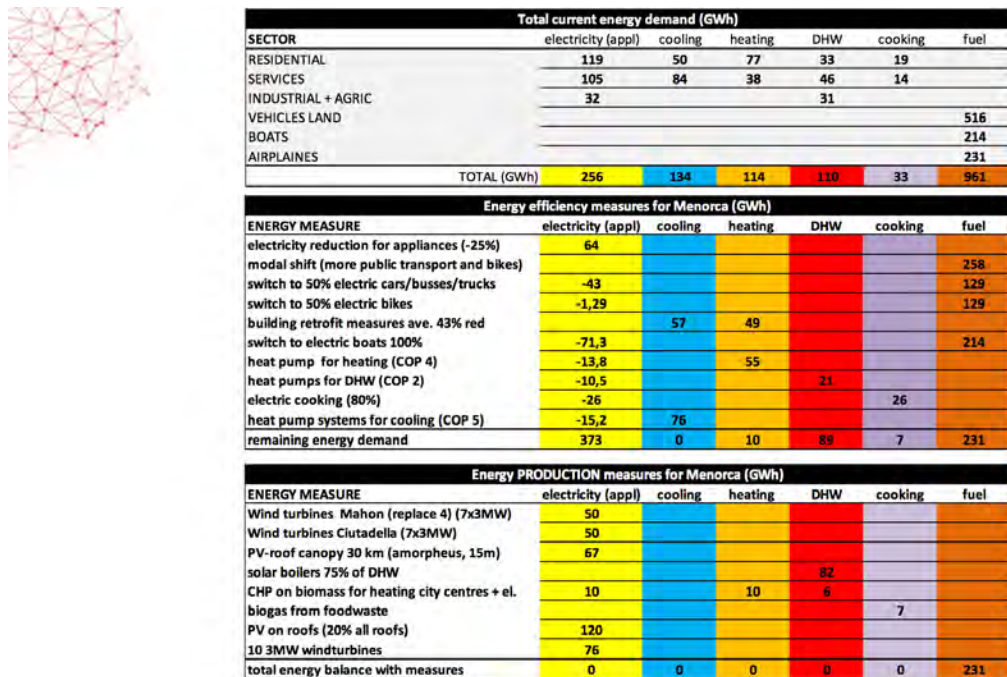 Total current energy demand (GWh)
SECTOR electricity (appl) cooling heating DHW cooking fuel
RESIDENTIAL 119 50 77 33 19
SERVICES 105 84 38 46 14
INDUSTRIAL + AGRIC 32 31
VEHICLES LAND 516
BOATS 214
AIRPLAINES 231
TOTAL (GWh) 256 134 114 110 33 961
Energy efficiency measures for Menorca (GWh)
ENERGY MEASURE electricity (appl) cooling heating DHW cooking fuel
electricity reduction for appliances (-25%) 64
modal shift (more public transport and bikes) 258
switch to 50% electric cars/busses/trucks -43 129
switch to 50% electric bikes -1,29 129
building retrofit measures ave. 43% red 57 49
switch to electric boats 100% -71,3 214
heat pump for heating (COP 4) -13,8 55
heat pumps for DHW (COP 2) -10,5 21
electric cooking (80%) -26 26
heat pump systems for cooling (COP 5) -15,2 76
remaining energy demand 373 0 10 89 7 231
Energy PRODUCTION measures for Menorca (GWh)
ENERGY MEASURE electricity (appl) cooling heating DHW cooking fuel
Wind turbines Mahon (replace 4) (7x3MW) 50
Wind turbines Ciutadella (7x3MW) 50
PV-roof canopy 30 km (amorpheus, 15m) 67
solar boilers 75% of DHW 82
CHP on biomass for heating city centres + el. 10 10 6
biogas from foodwaste 7
PV on roofs (20% all roofs) 120
10 3MW windturbines 76
total energy balance with measures 0 0 0 0 0 231